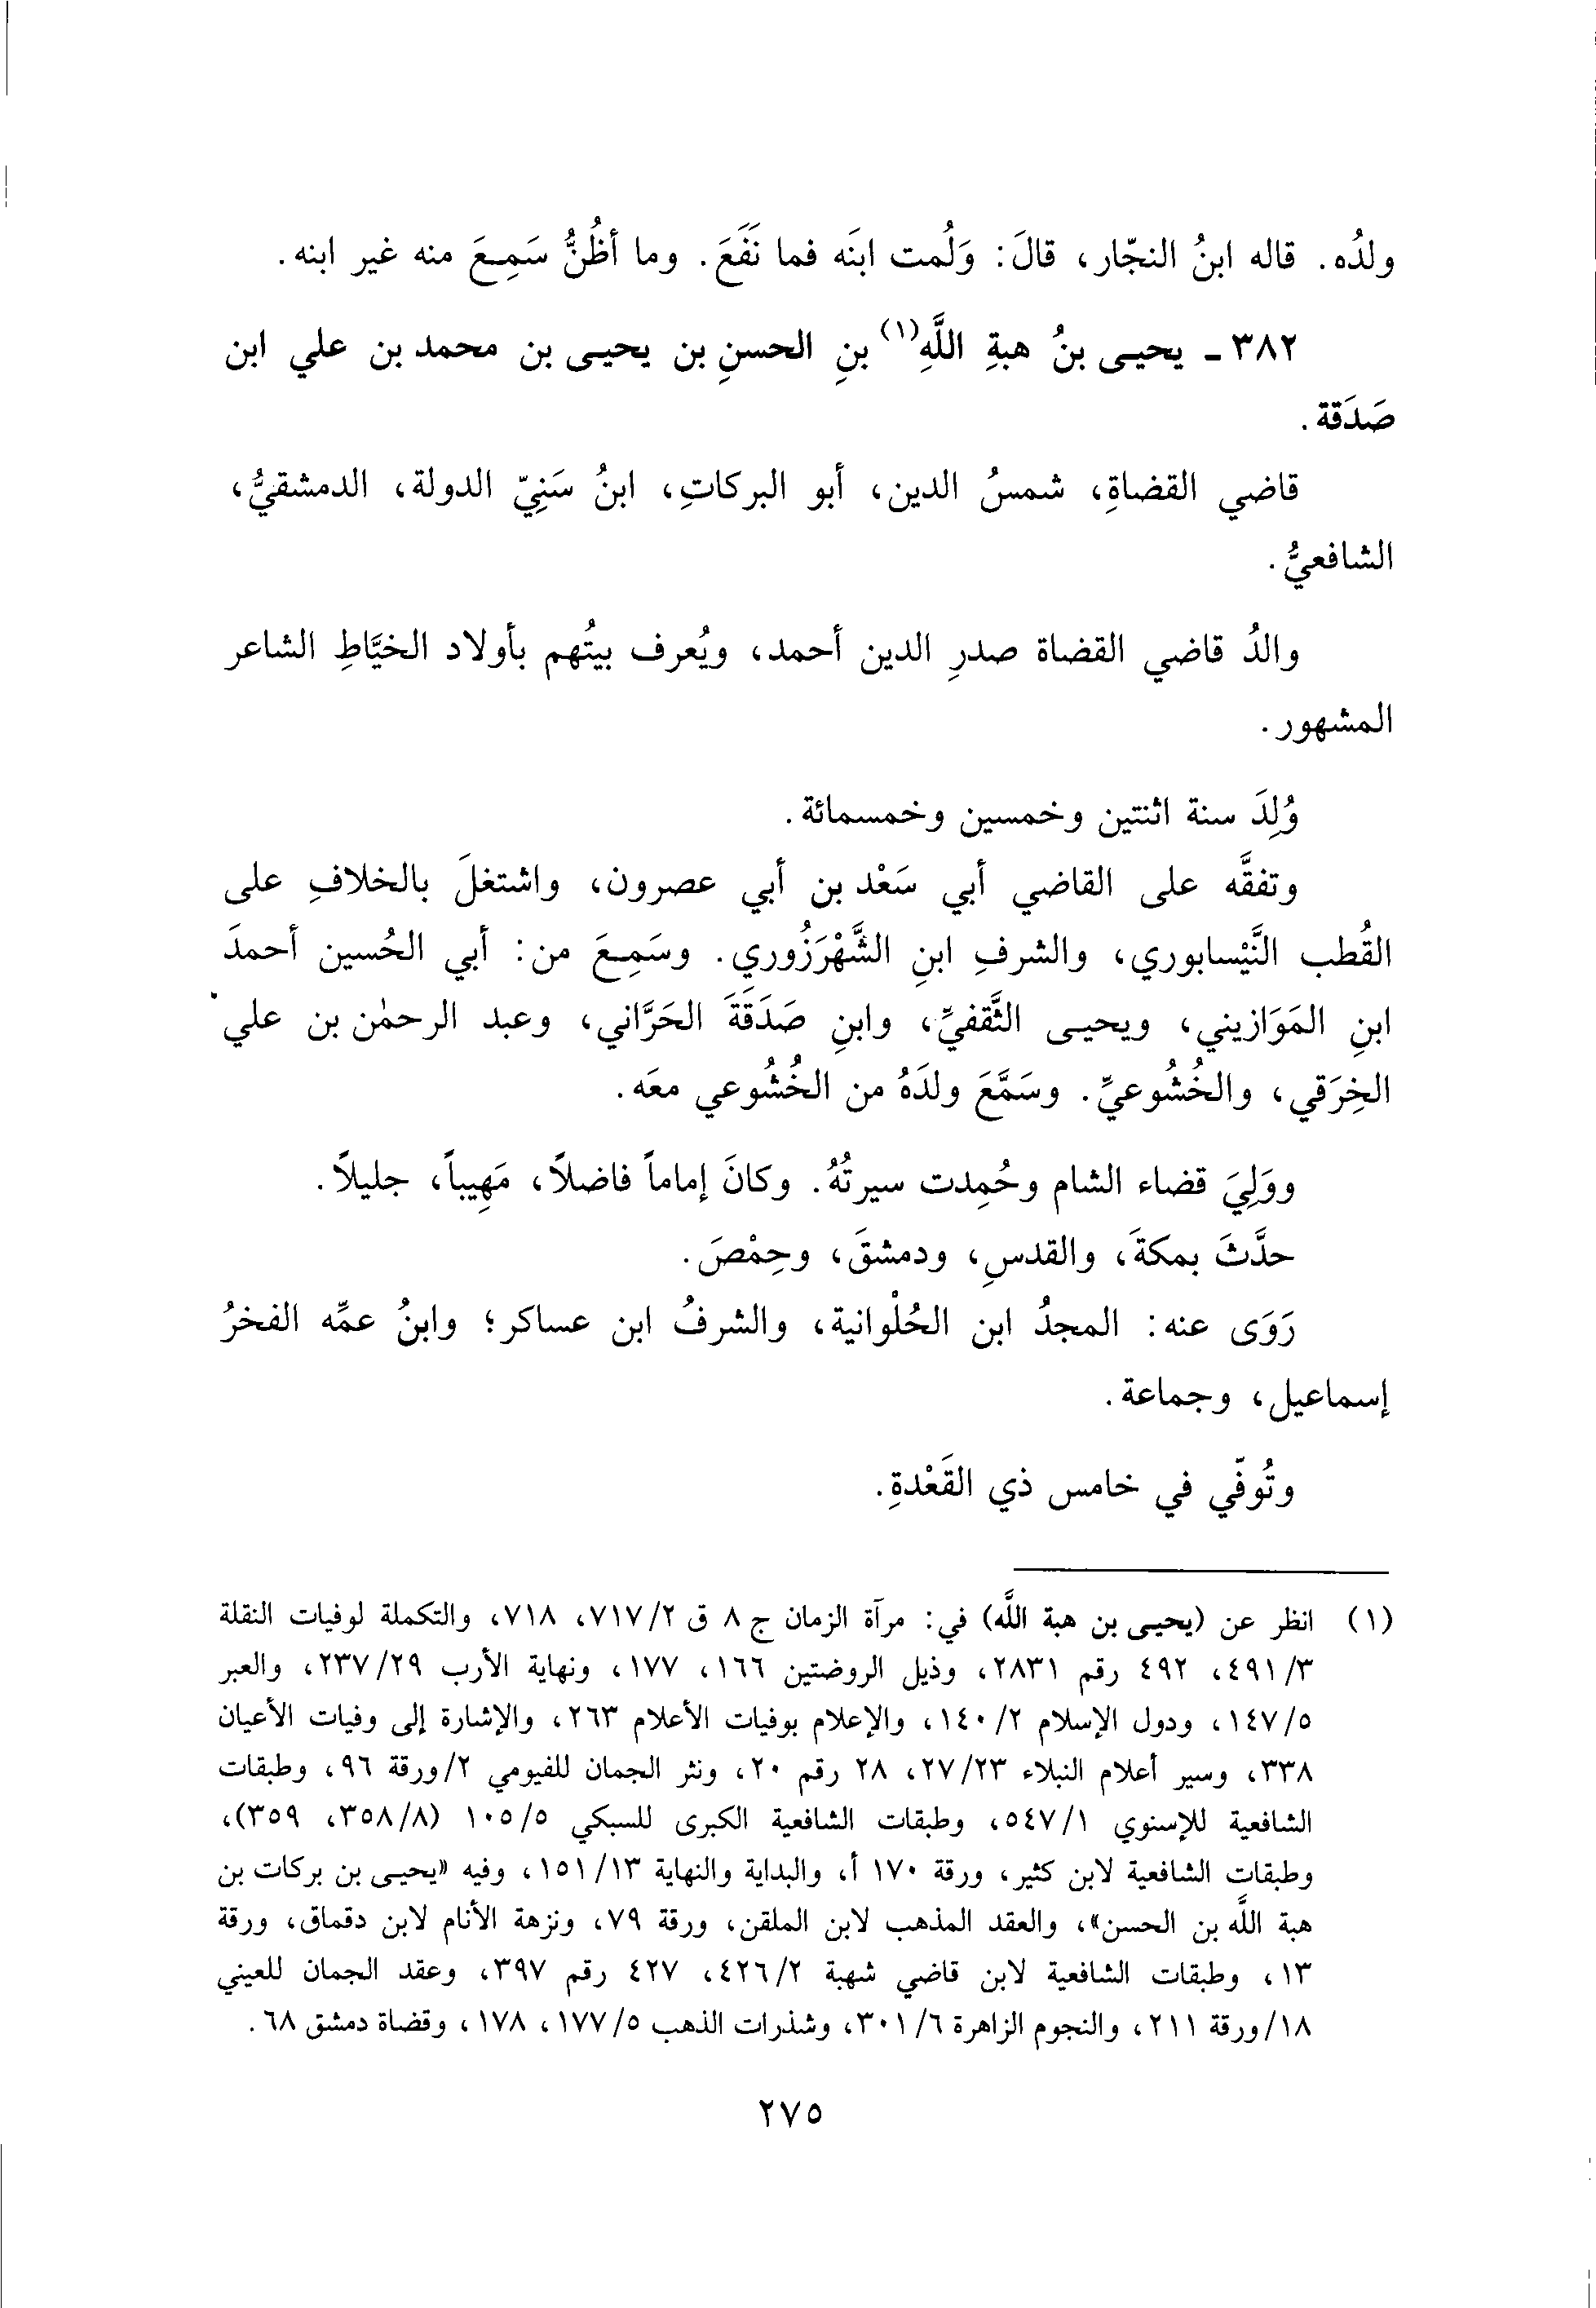 ولدُه. قاله ابنُ النجّار، قالَ: وَلُمت ابنَه فما نَفَعَ. وما أظُنُّ سَمِعَ منه غير ابنه.
٣٨٢ - يحيى بنُ هبةِ اللَّهِ(١) بنِ الحسنِ بن يحيى بن محمد بن علي ابن
صَدَقة.
قاضي القضاةِ، شمسُ الدين، أبو البركاتِ، ابنُ سَنِيّ الدولة، الدمشقيُّ،
الشافعيُّ.
والدُ قاضي القضاة صدرِ الدين أحمد، ويُعرف بيتُهم بأولاد الخيَّاطِ الشاعر
المشهور.
وُلِدَ سنة اثنتين وخمسين وخمسمائة.
وتفقَّه على القاضي أبي سَعْد بن أبي عصرون، واشتغلَ بالخلافِ على
القُطب النَّيْسابوري، والشرفِ ابنِ الشَّهْرَزُوري. وسَمِعَ من: أبي الحُسين أحمدَ
ابنِ المَوَازيني، ويحيى الثَّقفيِّ، وابنِ صَدَقَةَ الحَرَّاني، وعبد الرحمٰن بن علي
الخِرَقي، والخُشُوعيِّ. وسَمَّعَ ولدَهُ من الخُشُوعي معَه.
ووَلِيَ قضاء الشام وحُمِدت سيرتُهُ. وكانَ إماماً فاضلاً، مَهِيباً، جليلاً.
حدَّثَ بمكةَ، والقدسِ، ودمشقَ، وحِمْصَ.
رَوَى عنه: المجدُ ابن الحُلْوانية، والشرفُ ابن عساكر؛ وابنُ عمِّه الفخرُ
إسماعيل، وجماعة.
وتُوفّي في خامس ذي القَعْدةِ.
(١) انظر عن (يحيى بن هبة اللَّه) في: مرآة الزمان ج ٨ ق ٢/٧١٧، ٧١٨، والتكملة لوفيات النقلة
٣/٤٩١، ٤٩٢ رقم ٢٨٣١، وذيل الروضتين ١٦٦، ١٧٧، ونهاية الأرب ٢٩/٢٣٧، والعبر
٥/١٤٧، ودول الإسلام ٢/١٤٠، والإعلام بوفيات الأعلام ٢٦٣، والإشارة إلى وفيات الأعيان
٣٣٨، وسير أعلام النبلاء ٢٣/٢٧، ٢٨ رقم ٢٠، ونثر الجمان للفيومي ٢/ورقة ٩٦، وطبقات
الشافعية للإسنوي ١/٥٤٧، وطبقات الشافعية الكبرى للسبكي ٥/١٠٥ (٨/٣٥٨، ٣٥٩)،
وطبقات الشافعية لابن كثير، ورقة ١٧٠ أ، والبداية والنهاية ١٣/١٥١، وفيه «يحيى بن بركات بن
هبة اللَّه بن الحسن»، والعقد المذهب لابن الملقن، ورقة ٧٩، ونزهة الأنام لابن دقماق، ورقة
١٣، وطبقات الشافعية لابن قاضي شهبة ٢/٤٢٦، ٤٢٧ رقم ٣٩٧، وعقد الجمان للعيني
١٨/ورقة ٢١١، والنجوم الزاهرة ٦/٣٠١، وشذرات الذهب ٥/١٧٧، ١٧٨، وقضاة دمشق ٦٨.
٢٧٥